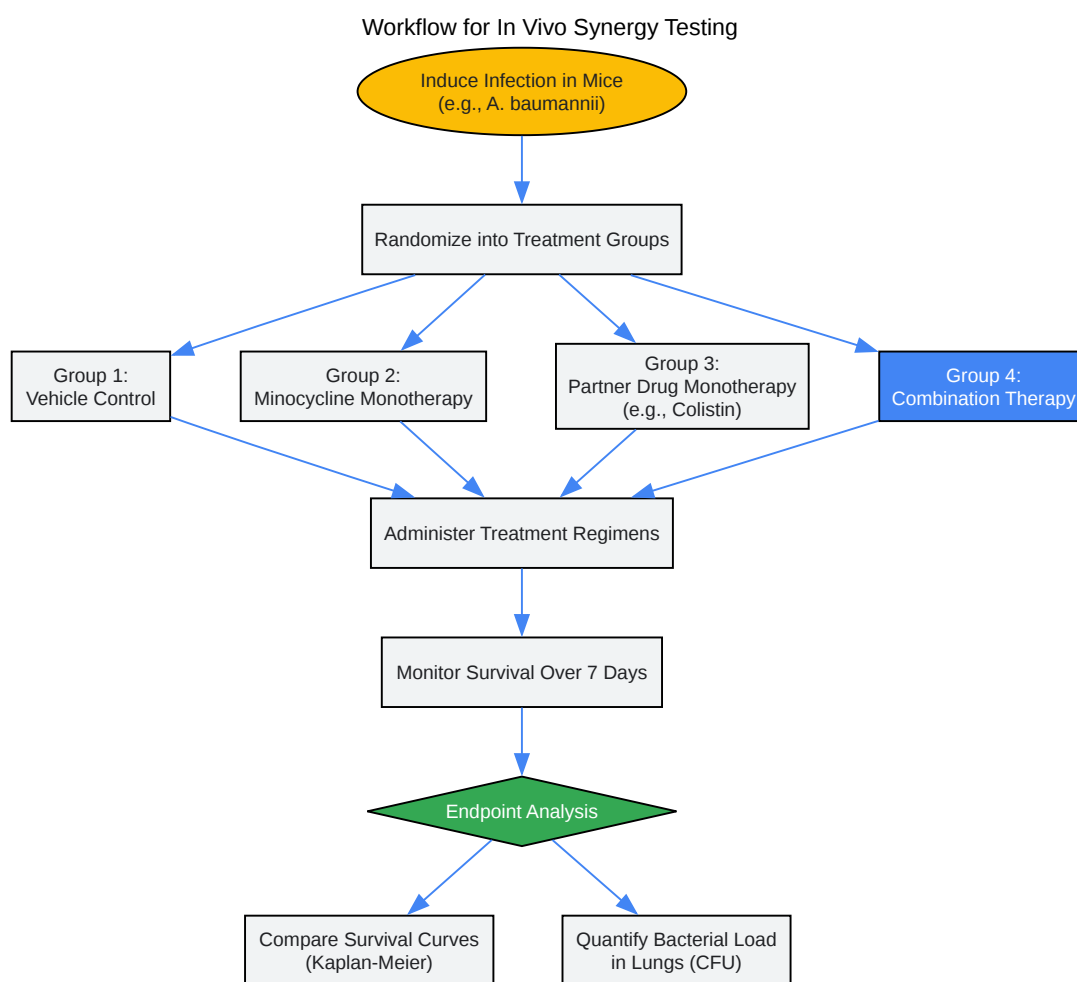 Workflow for In Vivo Synergy Testing
Induce Infection in Mice
(e.g., A. baumannii)
Randomize into Treatment Groups
Group 1:
Vehicle Control
Group 2:
Minocycline Monotherapy
Group 3:
Partner Drug Monotherapy
(e.g., Colistin)
Group 4:
Combination Therapy
Administer Treatment Regimens
Monitor Survival Over 7 Days
Endpoint Analysis
Compare Survival Curves
(Kaplan-Meier)
Quantify Bacterial Load
in Lungs (CFU)